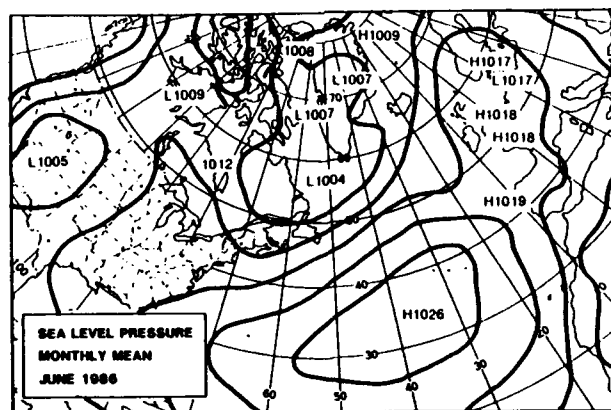 1008
H1009
H1017
L1007
L1017
L1009
70
L1007
H1018
H1018
L1005
1012
L1004
60
H1019
50
40
H1026
SEA LEVEL PRESSURE
MONTHLY MEAN
JUNE 1986
30
20
60
50
40
30